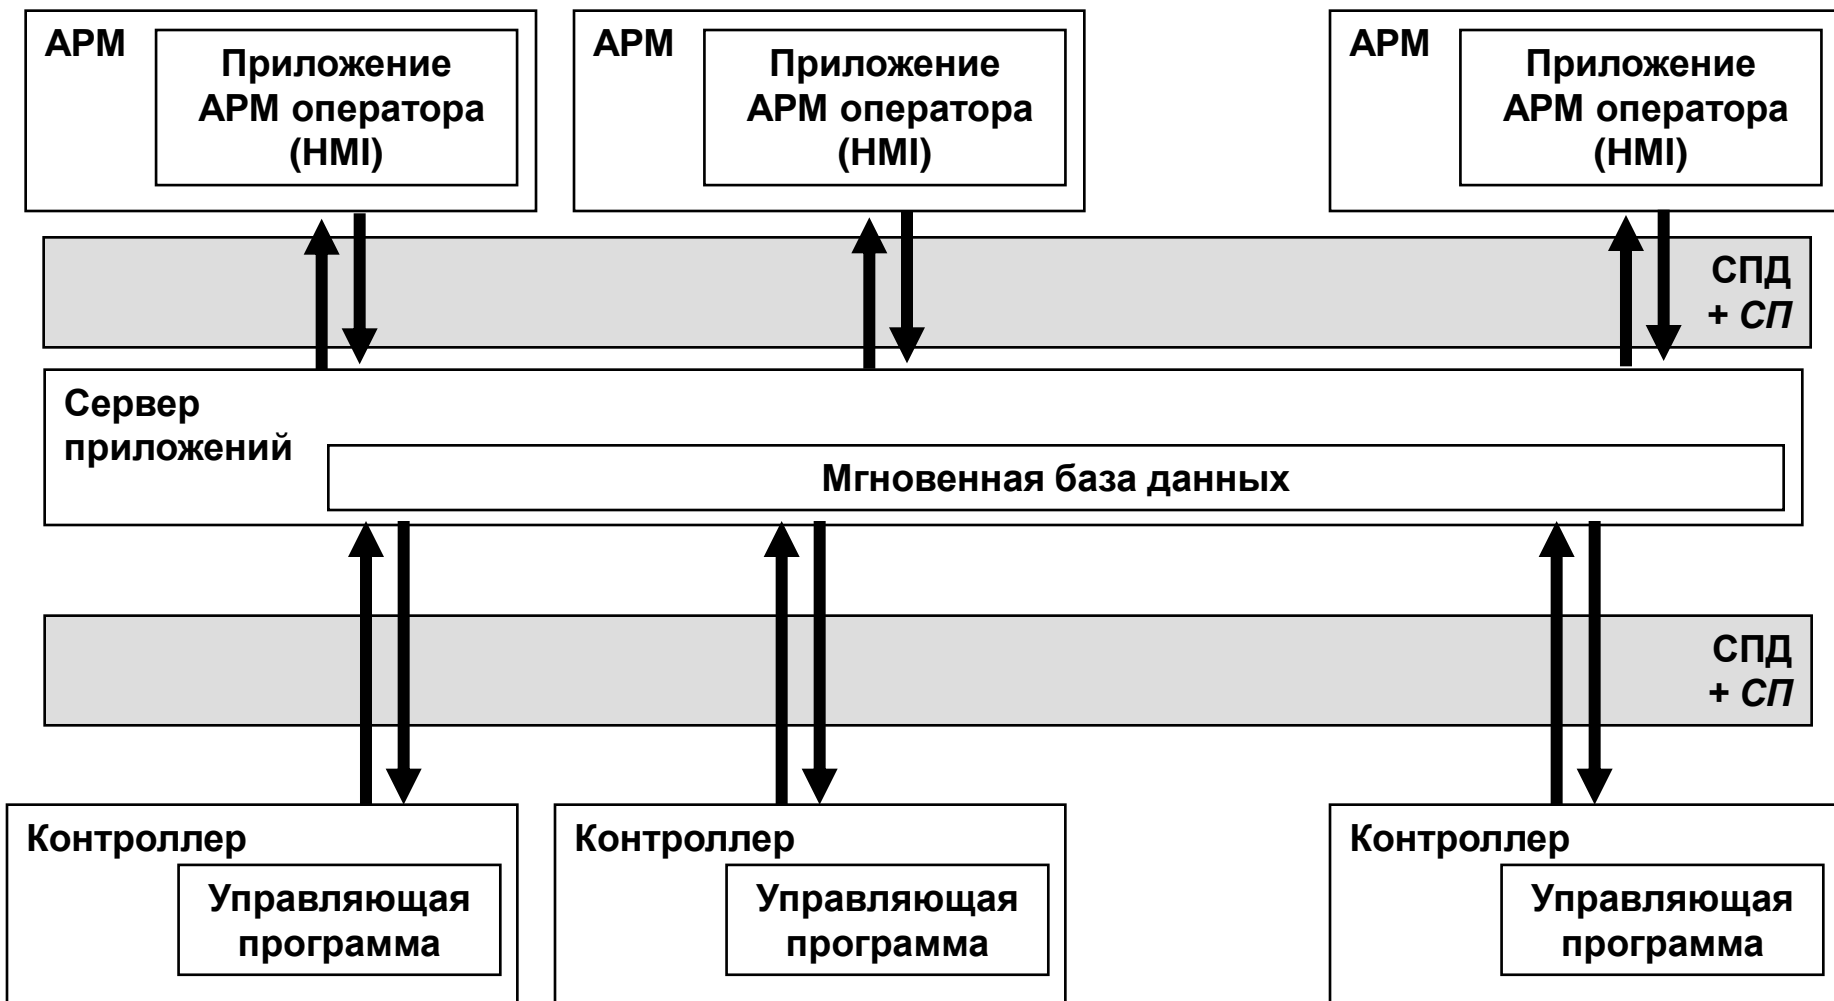 АРМ
Приложение
АРМ оператора
(HMI)
АРМ
Приложение
АРМ оператора
(HMI)
АРМ
Приложение
АРМ оператора
(HMI)
СПД
+ СП
Сервер
приложений
Мгновенная база данных
СПД
+ СП
Контроллер
Управляющая
программа
Контроллер
Управляющая
программа
Контроллер
Управляющая
программа